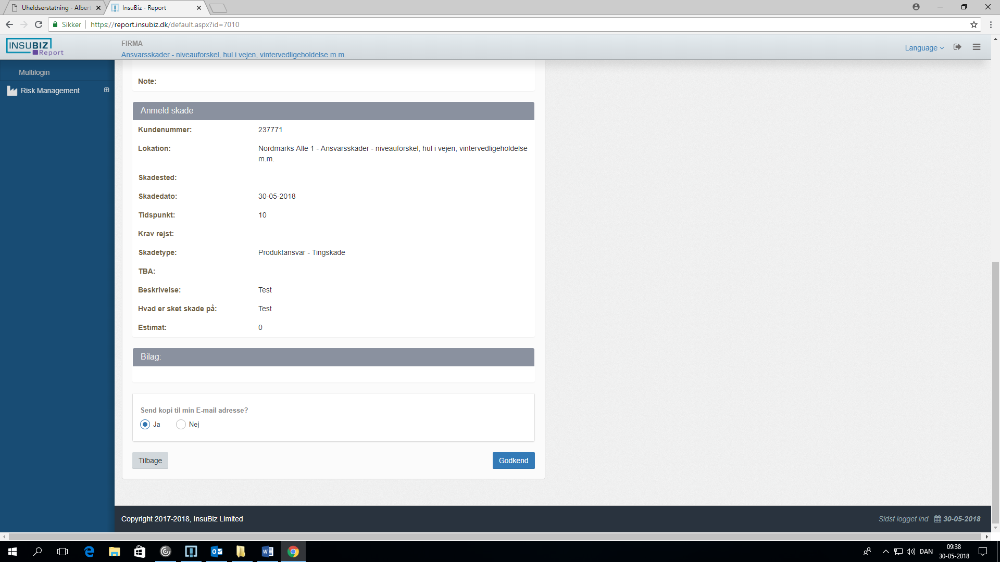 Uheldserstatning - Albert
InsuBiz - Report
Sikker
https://report.insubiz.dk/default.aspx?id=7010
INSUBIZ
Report
FIRMA
Ansvarsskader - niveauforskel, hul i vejen, vintervedligeholdelse m.m.
Language
Multilogin
Risk Management
Note:
Anmeld skade
Kundenummer: 237771
Lokation: Nordmarks Alle 1 - Ansvarsskader - niveauforskel, hul i vejen, vintervedligeholdelse
m.m.
Skadested:
Skadedato: 30-05-2018
Tidspunkt: 10
Krav rejst:
Skadetype: Produktansvar - Tingskade
TBA:
Beskrivelse: Test
Hvad er sket skade på: Test
Estimat: 0
Bilag:
Send kopi til min E-mail adresse?
Ja Nej
Tilbage Godkend
Copyright 2017-2018, InsuBiz Limited
Sidst logget ind 30-05-2018
DAN
09:38
30-05-2018